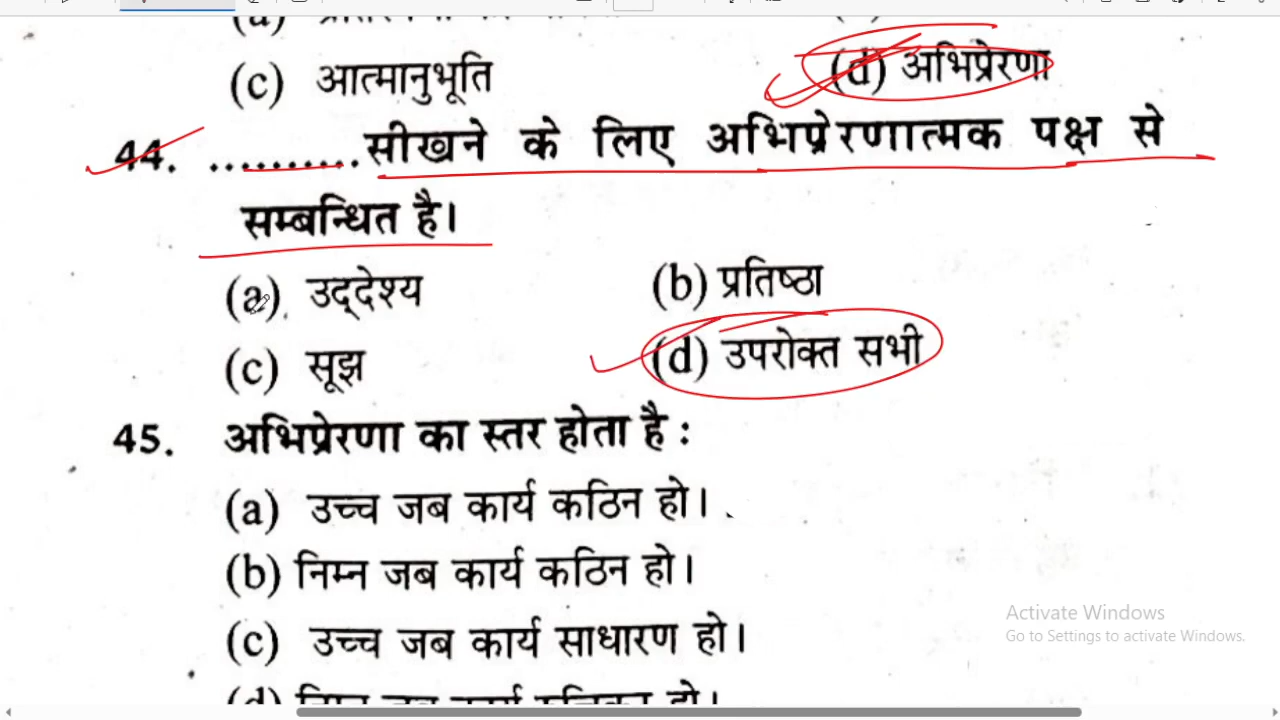 (c) आत्मानुभूति (d) अभिप्रेरणा
44. ..........सीखने के लिए अभिप्रेरणात्मक पक्ष से
सम्बन्धित है।
(a) उद्देश्य (b) प्रतिष्ठा
(c) सूझ (d) उपरोक्त सभी
45. अभिप्रेरणा का स्तर होता है :
(a) उच्च जब कार्य कठिन हो।
(b) निम्न जब कार्य कठिन हो।
(c) उच्च जब कार्य साधारण हो।
Activate Windows
Go to Settings to activate Windows.